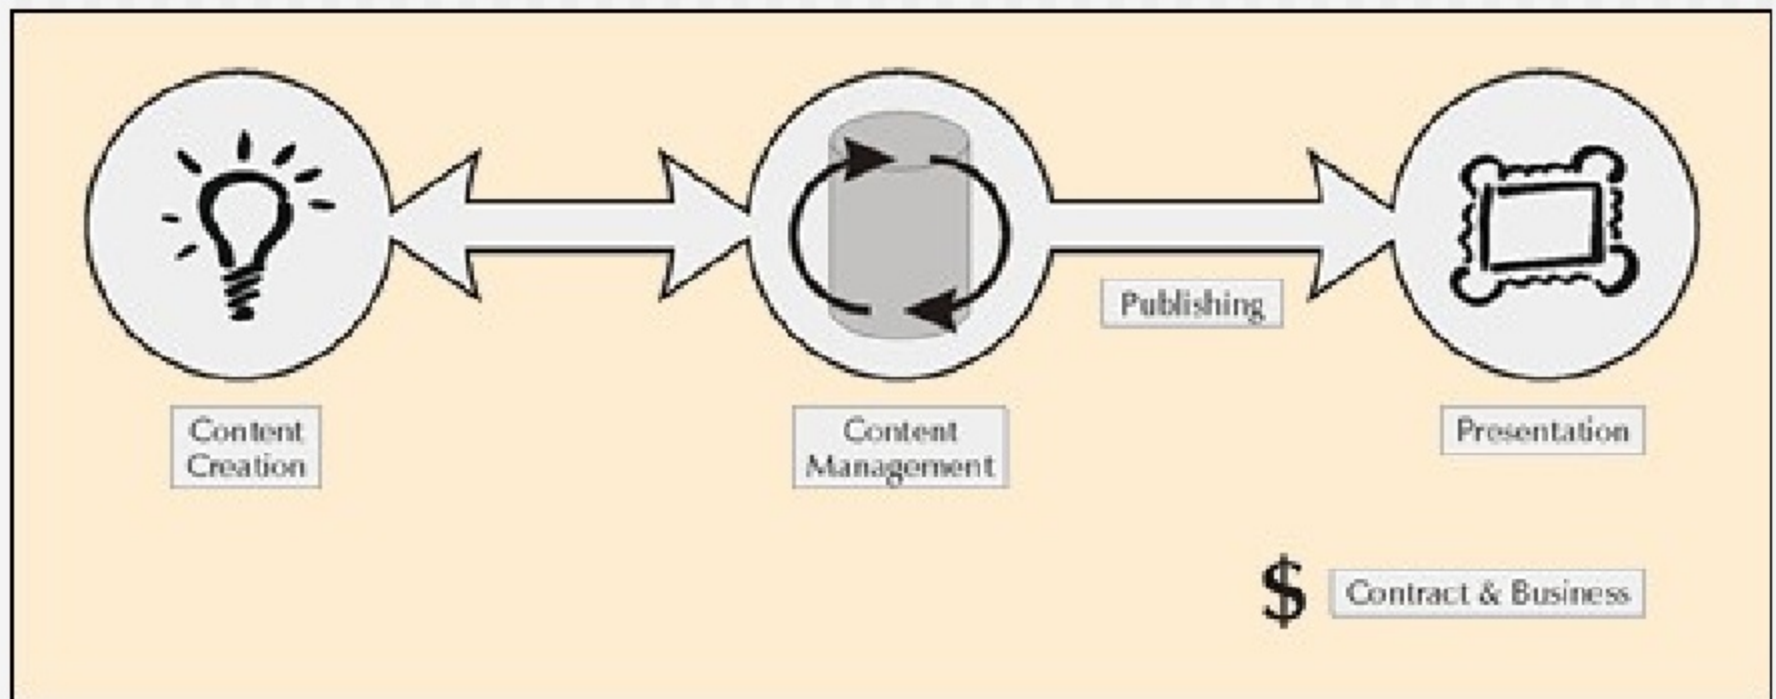 Publishing
Content
Creation
Content
Management
Presentation
$ Contract & Business